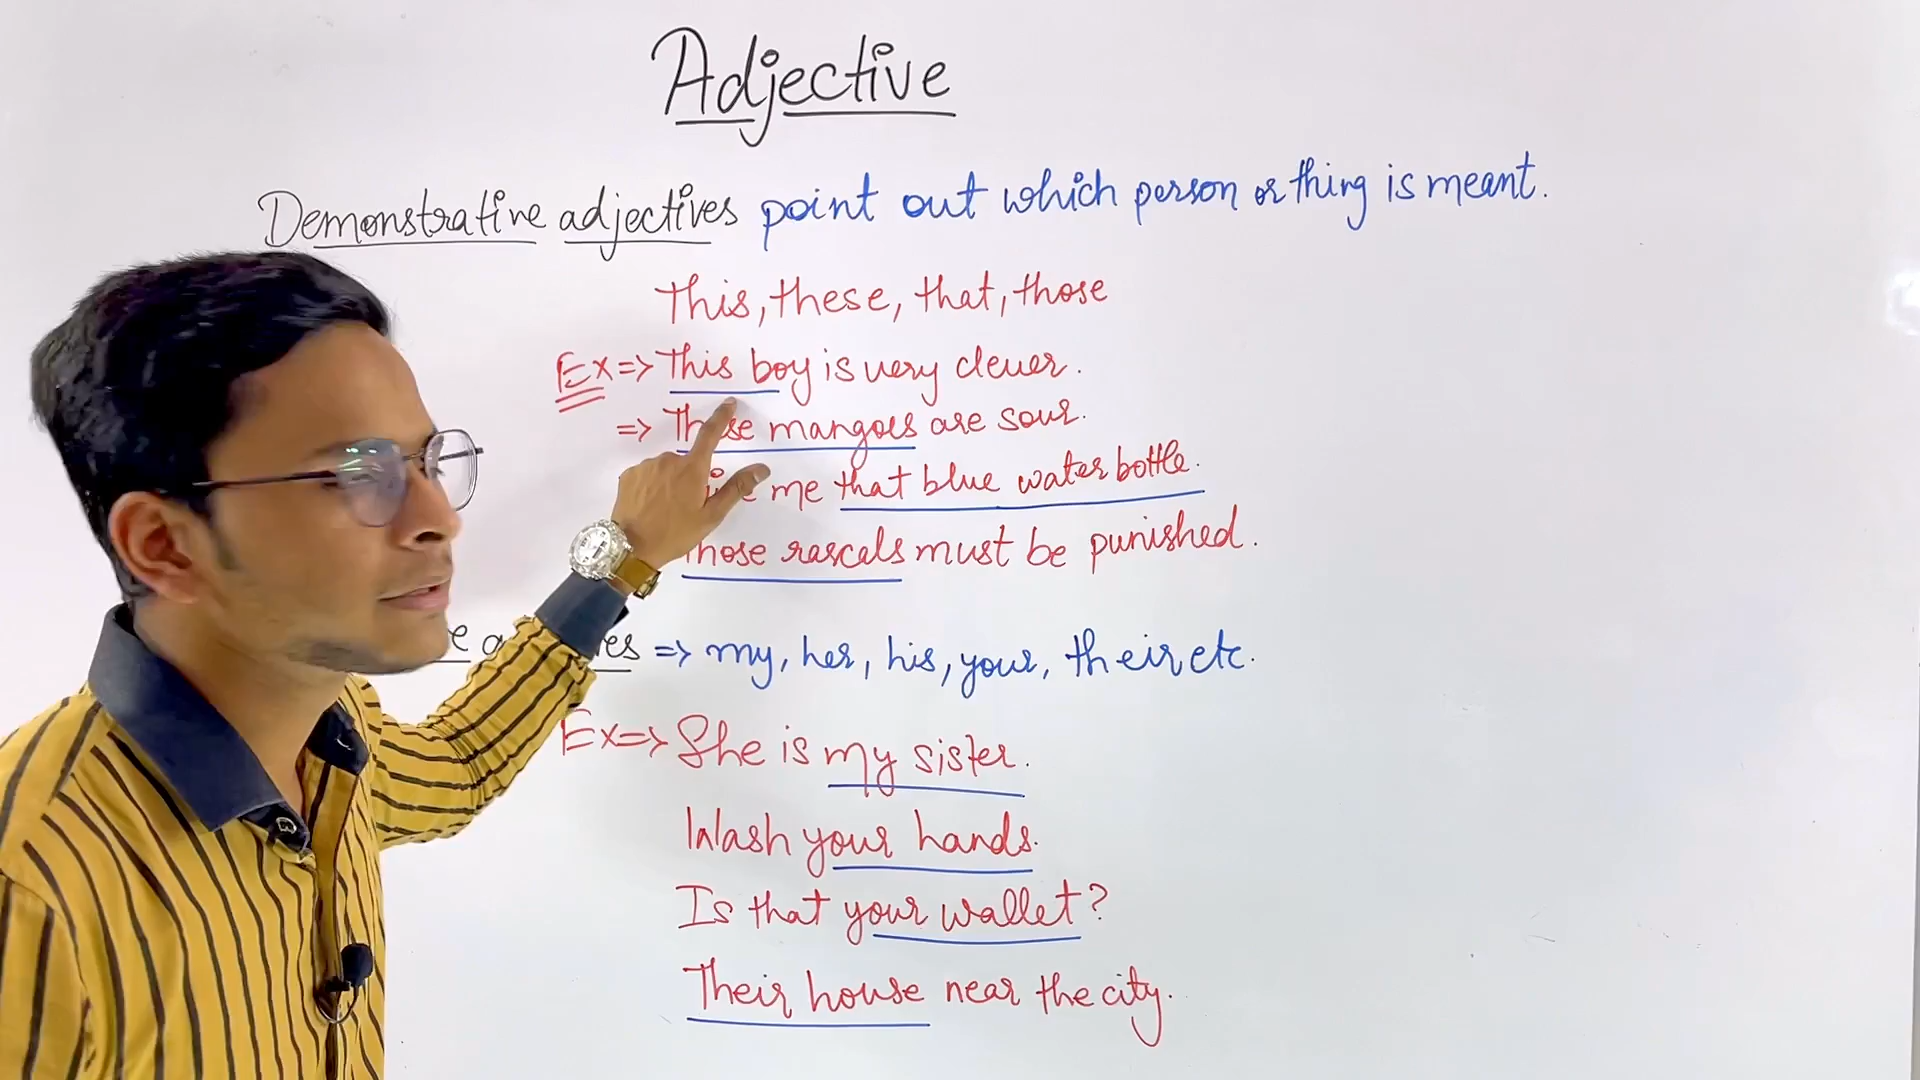 Adjective
Demonstrative adjectives point out which person or thing is meant.
This, these, that, those
Ex => This boy is very clever.
=> These mangoes are sour.
me that blue water bottle.
those rascals must be punished.
=> my, her, his, your, their etc.
Ex => She is my sister.
Wash your hands.
Is that your wallet?
Their house near the city.